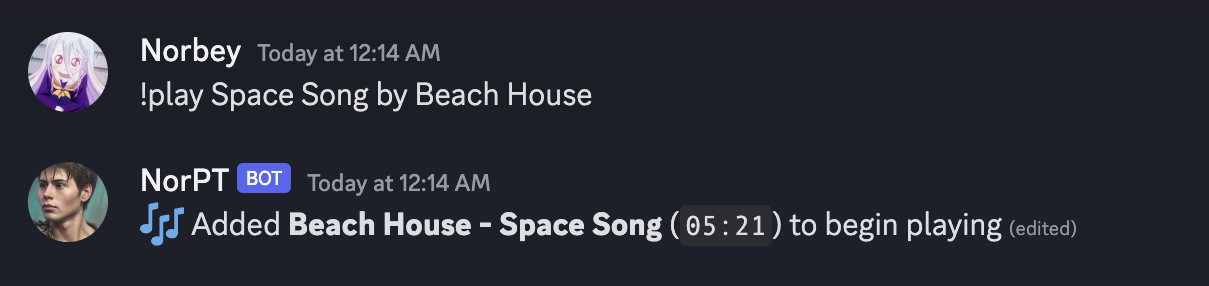 Norbey Today at 12:14 AM
!play Space Song by Beach House
NorPT BOT Today at 12:14 AM
🎶 Added Beach House - Space Song (05:21) to begin playing (edited)